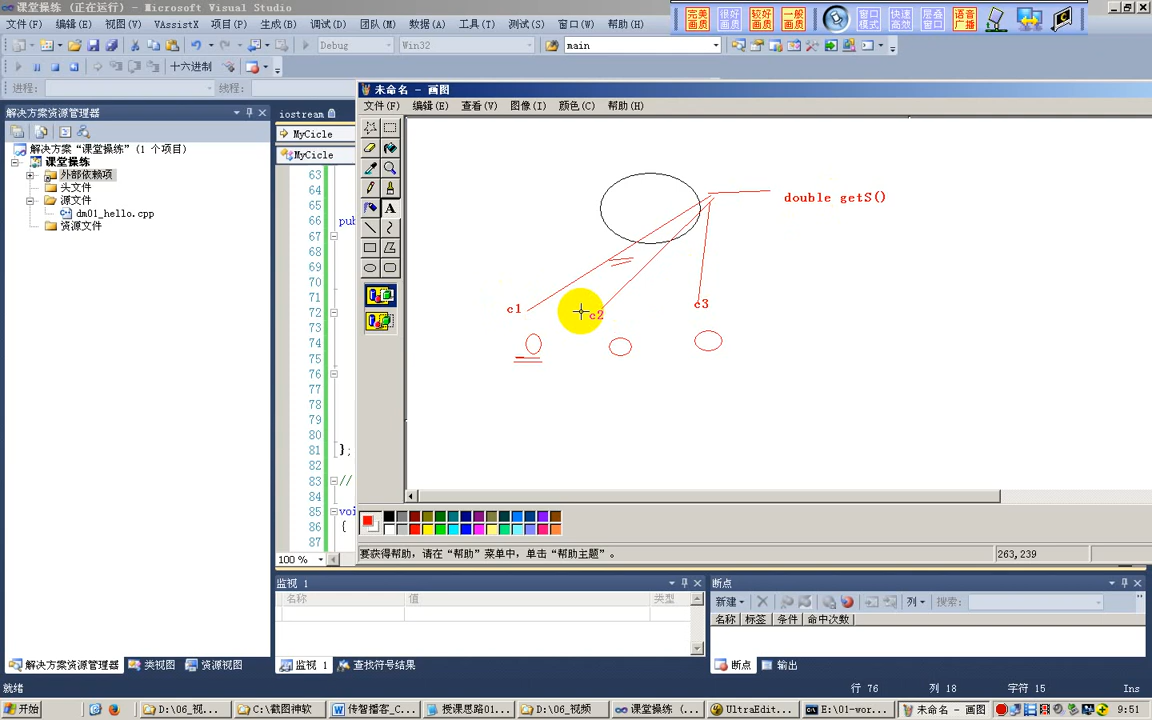 课堂操练 (正在运行) - Microsoft Visual Studio
文件(F) 编辑(E) 视图(V) VAssistX 项目(P) 生成(B) 调试(D) 团队(M) 数据(A) 工具(T) 测试(S) 窗口(W) 帮助(H)
完美画质 很好画质 较好画质 一般画质 窗口模式 快速高效 层叠窗口 语音广播
Debug Win32 main
十六进制
进程: 线程:
解决方案资源管理器
解决方案"课堂操练" (1 个项目)
课堂操练
外部依赖项
头文件
源文件
dm01_hello.cpp
资源文件
iostream
MyCicle
MyCicle
63
64
65
66 pub
67
68
69
70
71
72
73
74
75
76
77
78
79
80
81 };
82
83 //
84
85 voi
86 {
87
100 %
未命名 - 画图
文件(F) 编辑(E) 查看(V) 图像(I) 颜色(C) 帮助(H)
A
double getS()
c1 c2 c3
要获得帮助，请在"帮助"菜单中，单击"帮助主题"。 263,239
监视 1
名称 值 类型
断点
新建 列 搜索:
名称 标签 条件 命中次数
解决方案资源管理器 类视图 资源视图
监视 1 查找符号结果
断点 输出
就绪 行 76 列 18 字符 15 Ins
开始 D:\06_视... C:\截图神软 传智播客_C... 授课思路01... D:\06_视频 课堂操练 (... UltraEdit... E:\01-wor... 未命名 - 画图 9:51